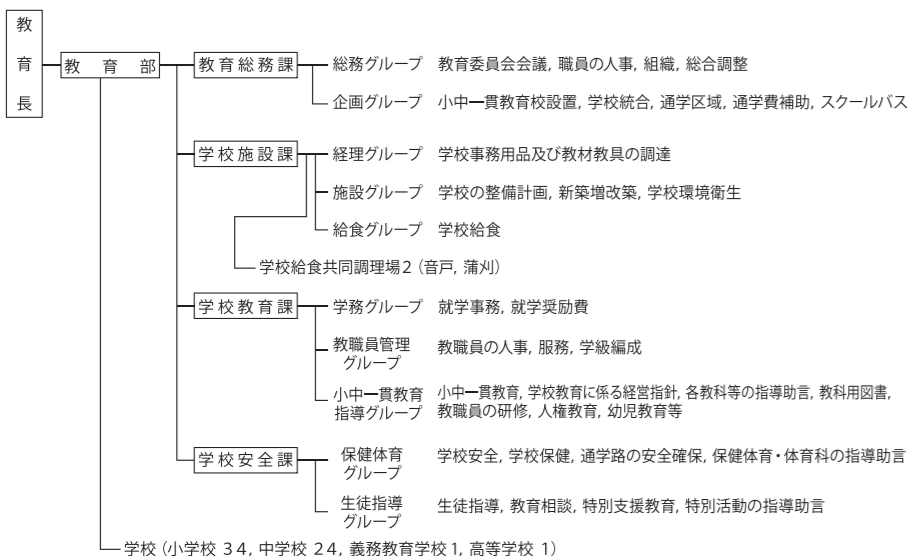 教育長
教育部
教育総務課
総務グループ 教育委員会会議, 職員の人事, 組織, 総合調整
企画グループ 小中一貫教育校設置, 学校統合, 通学区域, 通学費補助, スクールバス
学校施設課
経理グループ 学校事務用品及び教材教具の調達
施設グループ 学校の整備計画, 新築増改築, 学校環境衛生
給食グループ 学校給食
学校給食共同調理場2 (音戸, 蒲刈)
学校教育課
学務グループ 就学事務, 就学奨励費
教職員管理
グループ
教職員の人事, 服務, 学級編成
小中一貫教育
指導グループ
小中一貫教育, 学校教育に係る経営指針, 各教科等の指導助言, 教科用図書,
教職員の研修, 人権教育, 幼児教育等
学校安全課
保健体育
グループ
学校安全, 学校保健, 通学路の安全確保, 保健体育・体育科の指導助言
生徒指導
グループ
生徒指導, 教育相談, 特別支援教育, 特別活動の指導助言
学校 (小学校 34, 中学校 24, 義務教育学校 1, 高等学校 1)